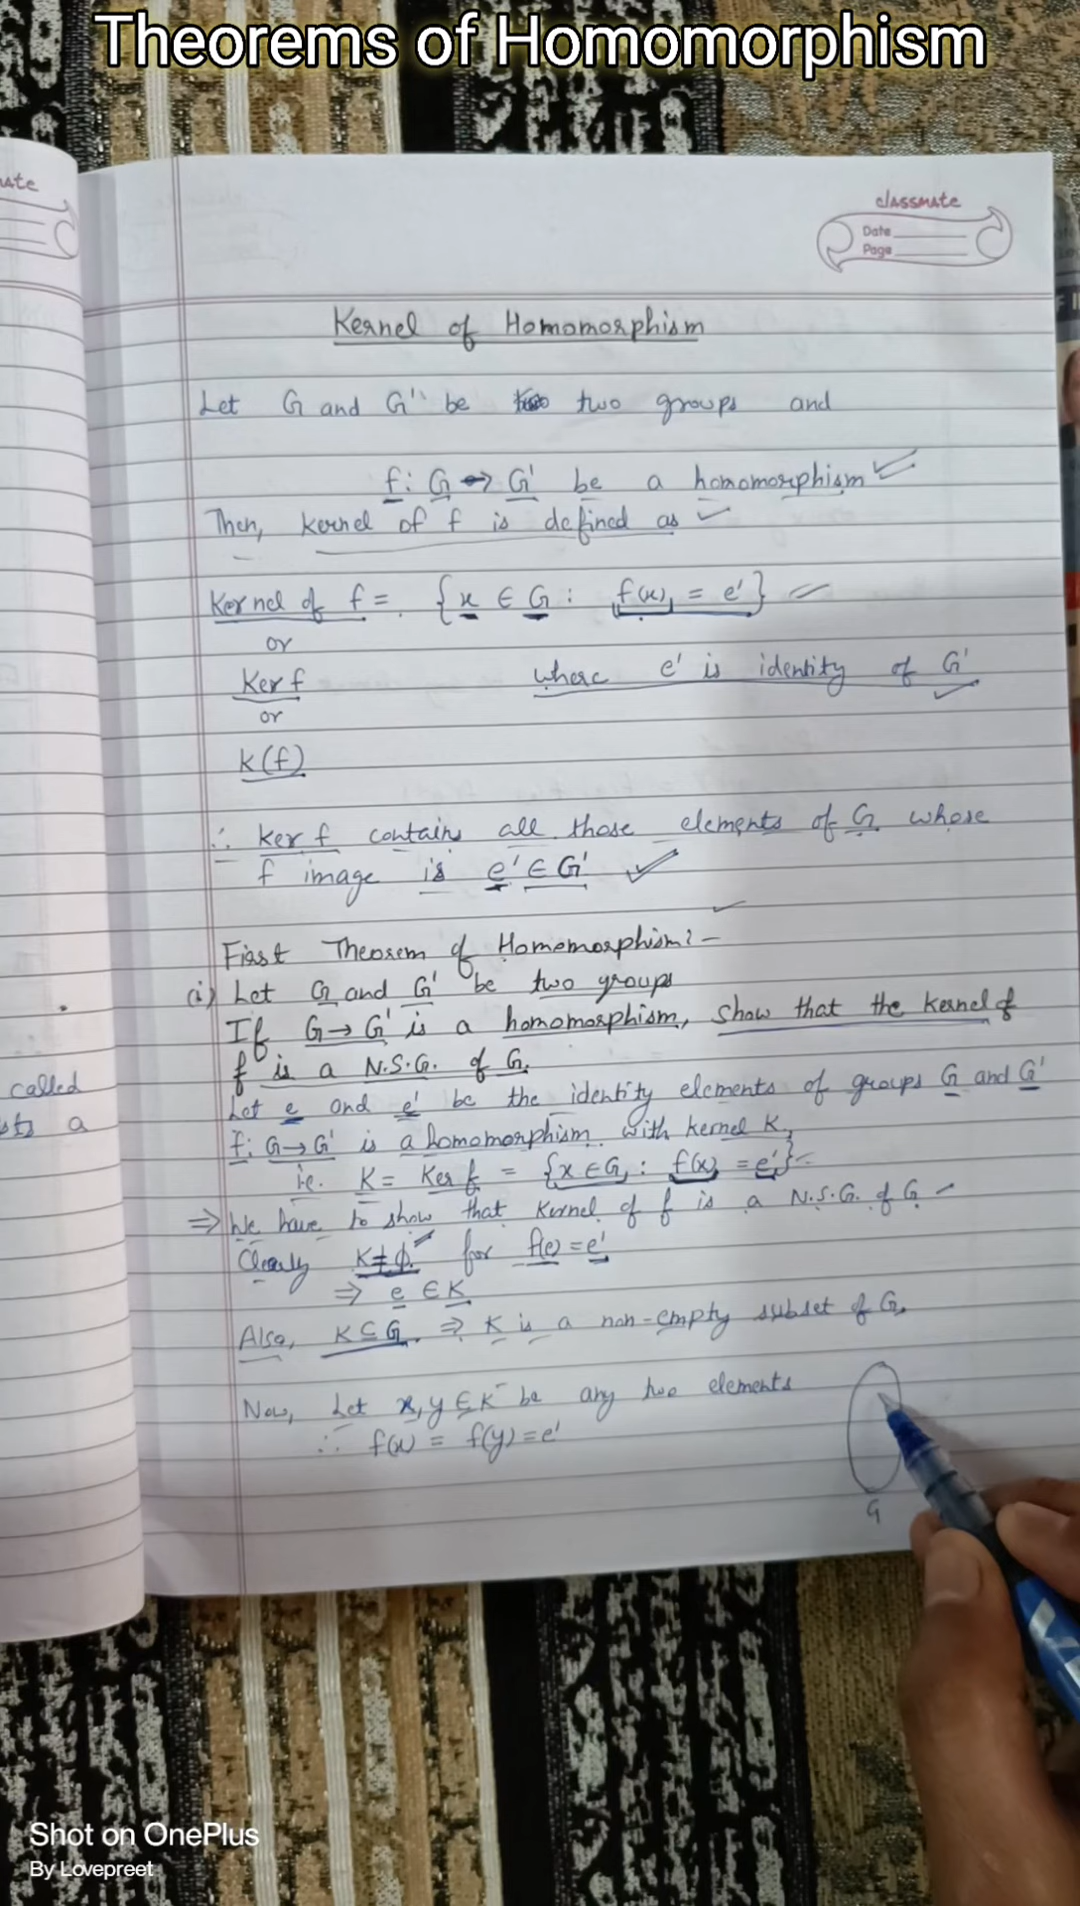 Theorems of Homomorphism
classmate
Date
Page
Kernel of Homomorphism
Let G and G' be two groups and
f: G → G' be a homomorphism
Then, kernel of f is defined as
Kernel of f = {x ∈ G : f(x) = e'}
or
Ker f where e' is identity of G'
or
k(f)
∴ ker f contains all those elements of G whose
f image is e' ∈ G'
First Theorem of Homomorphism:-
(i) Let G and G' be two groups
If G → G' is a homomorphism, show that the kernel of
f is a N.S.G. of G.
Let e and e' be the identity elements of groups G and G'
f: G → G' is a homomorphism with kernel K,
i.e. K = Ker f = {x ∈ G : f(x) = e'}
⇒ We have to show that Kernel of f is a N.S.G. of G
Clearly K ≠ φ for f(e) = e'
⇒ e ∈ K
Also, K ⊆ G. ⇒ K is a non-empty subset of G.
Now, Let x, y ∈ K be any two elements
∴ f(x) = f(y) = e'
G
called
a
Shot on OnePlus
By Lovepreet